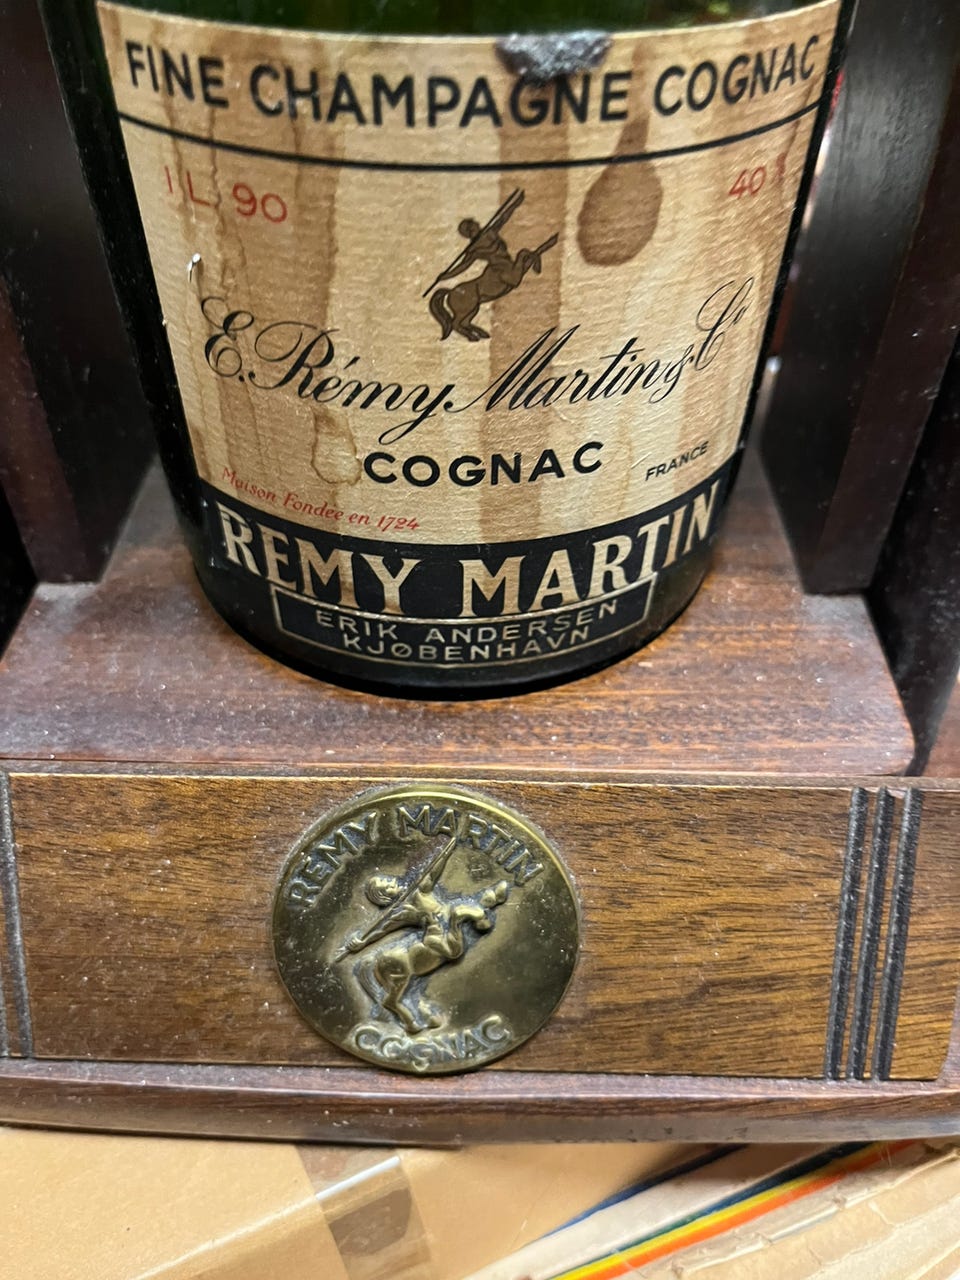 FINE CHAMPAGNE COGNAC
1 L. 90
40 %
E. Rémy Martin & Cº
COGNAC
FRANCE
Maison Fondée en 1724
REMY MARTIN
ERIK ANDERSEN
KJØBENHAVN
RÉMY MARTIN
COGNAC